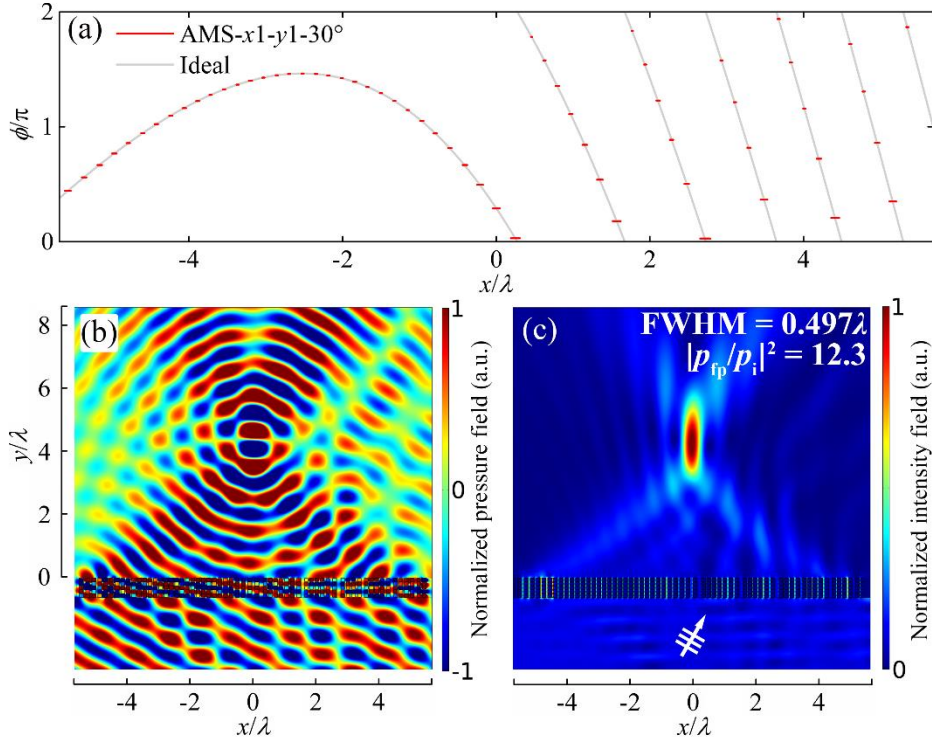 (a)
AMS-x1-y1-30°
Ideal
2
1
0
ϕ/π
-4
-2
0
2
4
x/λ
(b)
8
6
4
2
0
y/λ
-4
-2
0
2
4
x/λ
1
0
-1
Normalized pressure field (a.u.)
(c)
FWHM = 0.497λ
|p_fp/p_i|² = 12.3
-4
-2
0
2
4
x/λ
1
0
Normalized intensity field (a.u.)